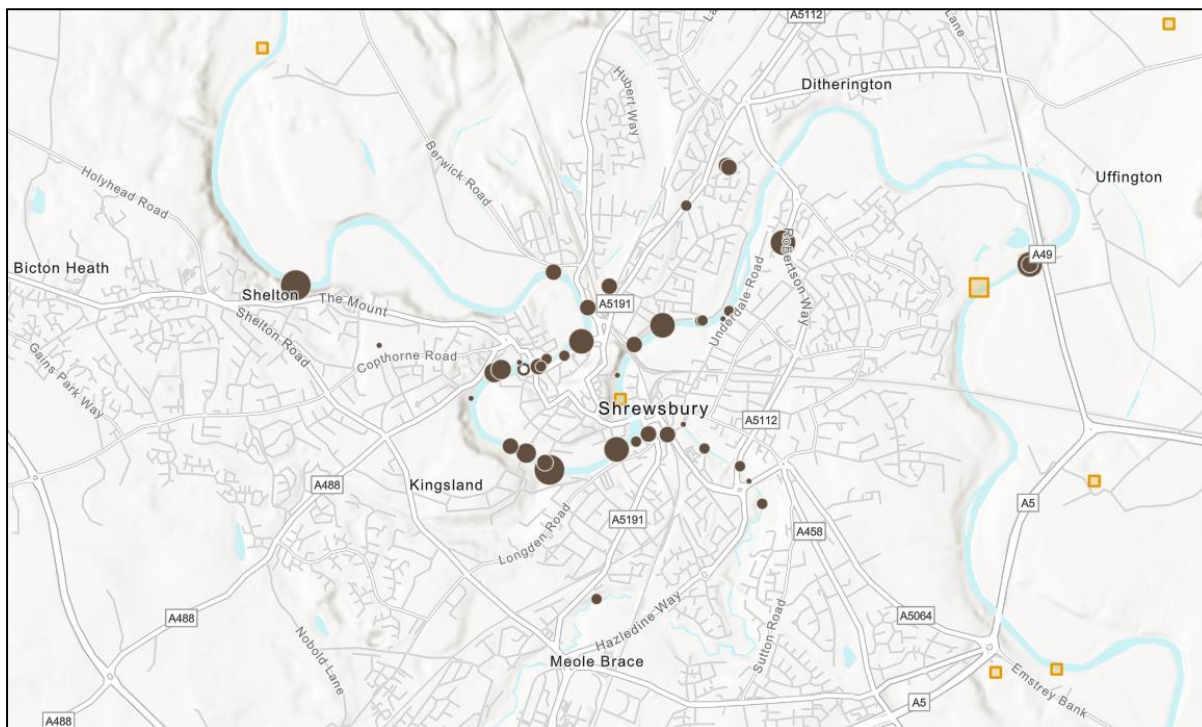 A5112
La
Lane
Ditherington
Hubert Way
Berwick Road
Holyhead Road
Uffington
A49
Bicton Heath
Shelton
The Mount
A5191
Robertson Way
Underdale Road
Shelton Road
Copthorne Road
Gains Park Way
Shrewsbury
A5112
Kingsland
A488
A5
A5191
A458
Longden Road
A488
A5064
Hazledine Way
Sutton Road
Nobold Lane
Meole Brace
Emstrey Bank
A5
A488